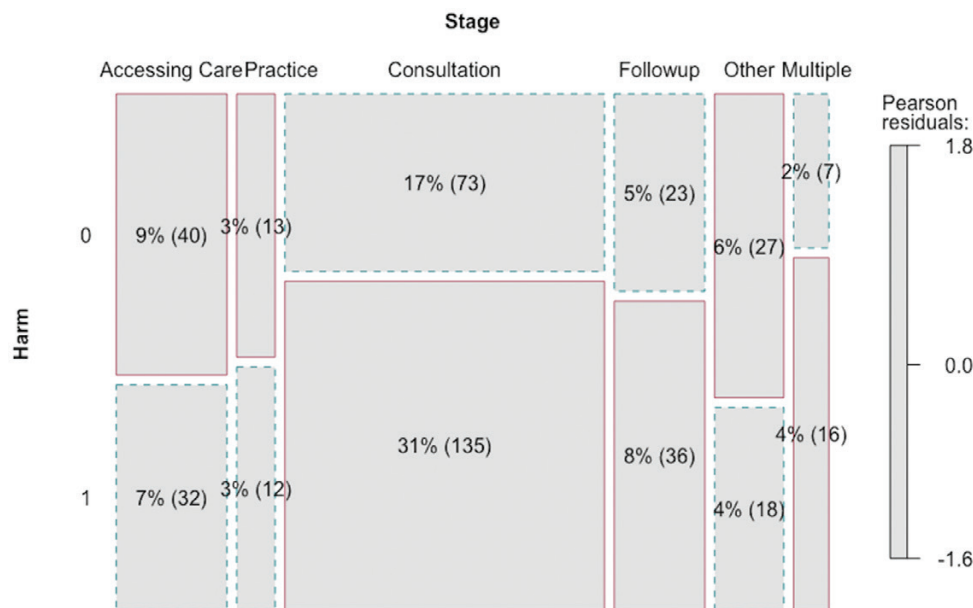 Stage
Accessing Care Practice Consultation Followup Other Multiple
Pearson
residuals:
1.8
0.0
-1.6
Harm
0
9% (40) 3% (13) 17% (73) 5% (23) 6% (27) 2% (7)
1
7% (32) 3% (12) 31% (135) 8% (36) 4% (18) 4% (16)